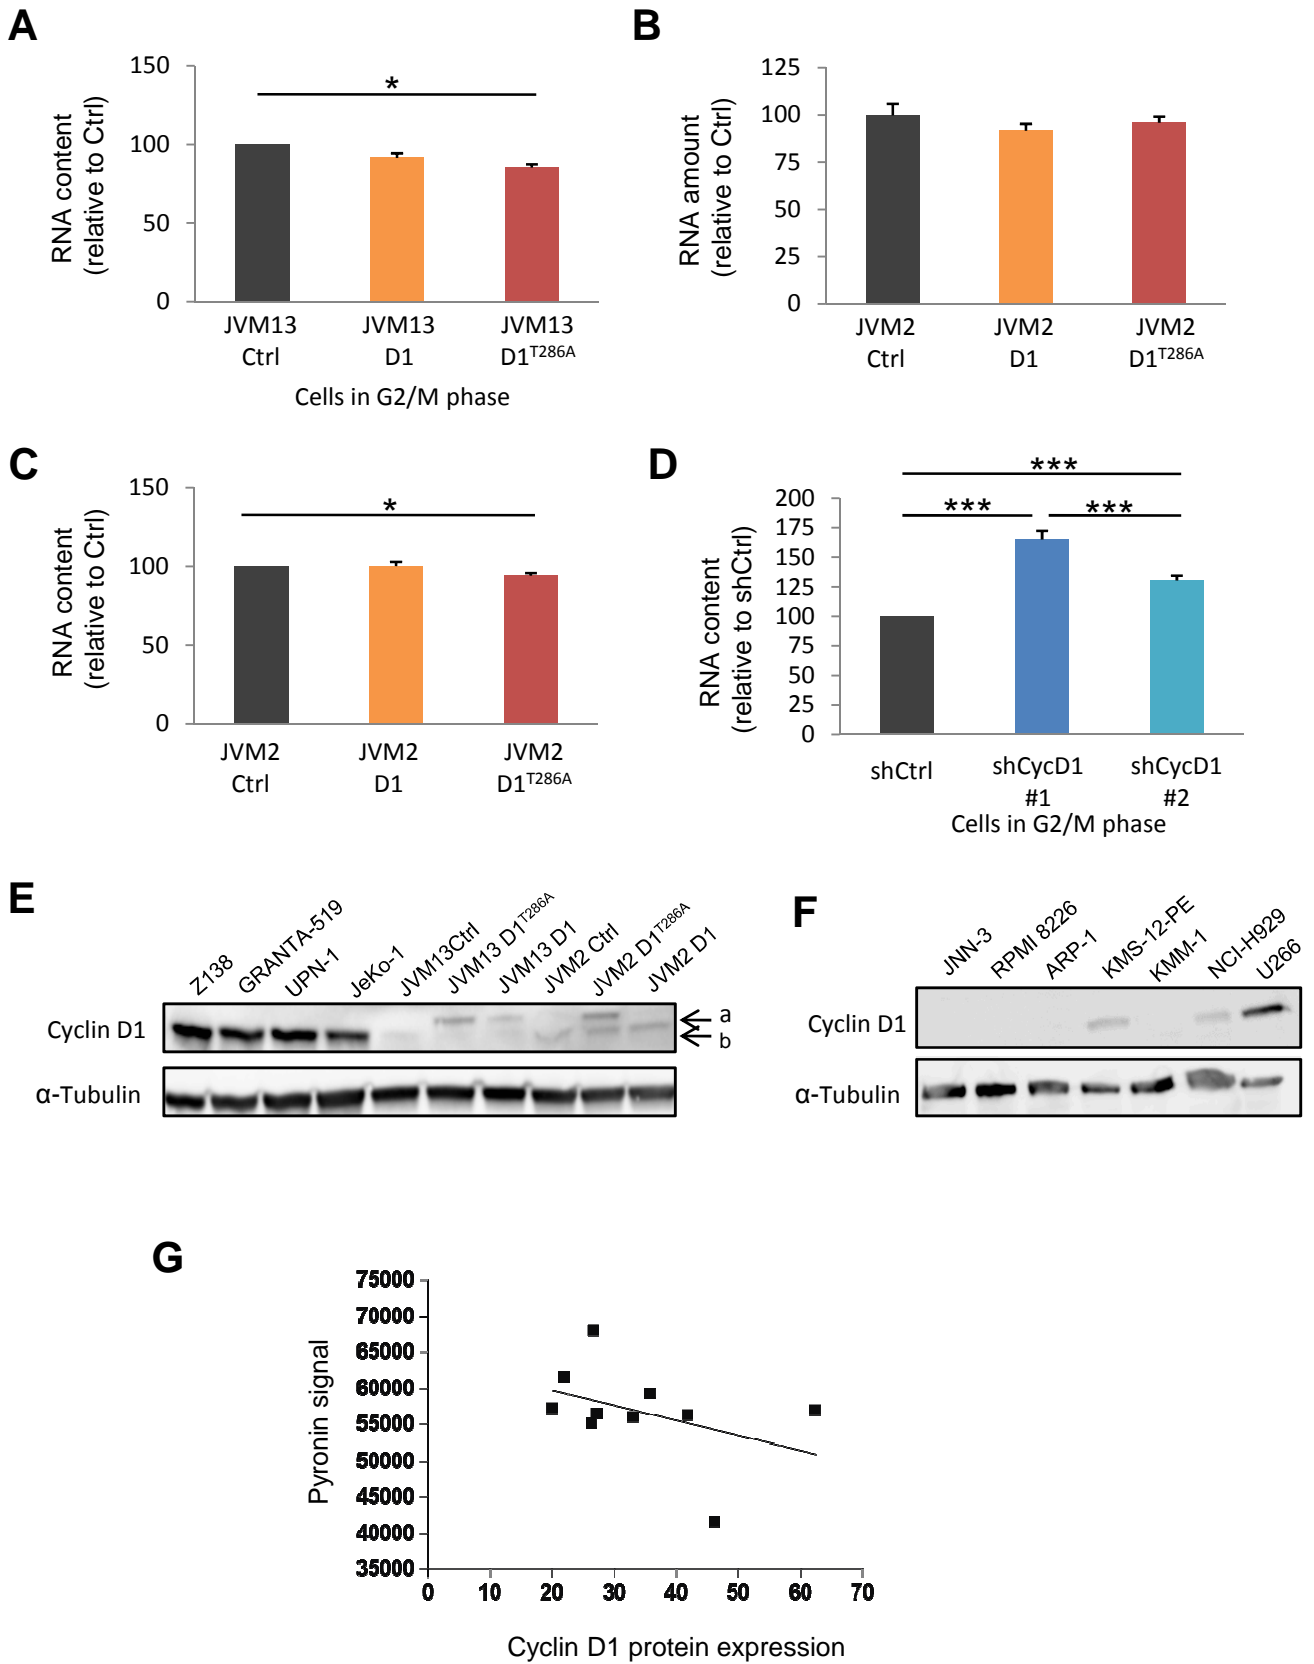 A
150
100
50
0
RNA content
(relative to Ctrl)
*
JVM13
Ctrl
JVM13
D1
JVM13
D1T286A
Cells in G2/M phase
B
125
100
75
50
25
0
RNA amount
(relative to Ctrl)
JVM2
Ctrl
JVM2
D1
JVM2
D1T286A
C
150
100
50
0
RNA content
(relative to Ctrl)
*
JVM2
Ctrl
JVM2
D1
JVM2
D1T286A
D
200
175
150
125
100
75
50
25
0
RNA content
(relative to shCtrl)
***
***
***
shCtrl
shCycD1
#1
shCycD1
#2
Cells in G2/M phase
E
Z138
GRANTA-519
UPN-1
JeKo-1
JVM13Ctrl
JVM13 D1T286A
JVM13 D1
JVM2 Ctrl
JVM2 D1T286A
JVM2 D1
Cyclin D1
a
b
α-Tubulin
F
JNN-3
RPMI 8226
ARP-1
KMS-12-PE
KMM-1
NCI-H929
U266
Cyclin D1
α-Tubulin
G
75000
70000
65000
60000
55000
50000
45000
40000
35000
Pyronin signal
0 10 20 30 40 50 60 70
Cyclin D1 protein expression